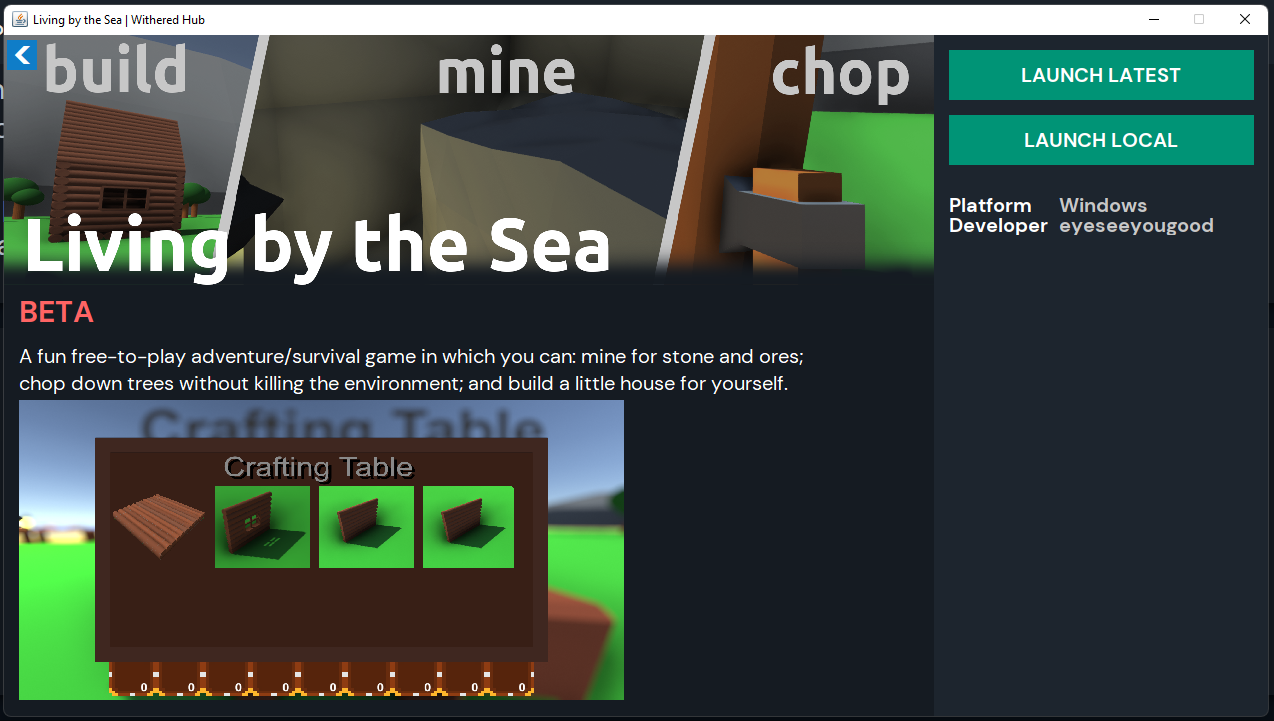 Living by the Sea | Withered Hub
build
mine
chop
Living by the Sea
BETA
A fun free-to-play adventure/survival game in which you can: mine for stone and ores;
chop down trees without killing the environment; and build a little house for yourself.
Crafting Table
Crafting Table
0 0 0 0 0 0 0 0 0
LAUNCH LATEST
LAUNCH LOCAL
Platform Windows
Developer eyeseeyougood